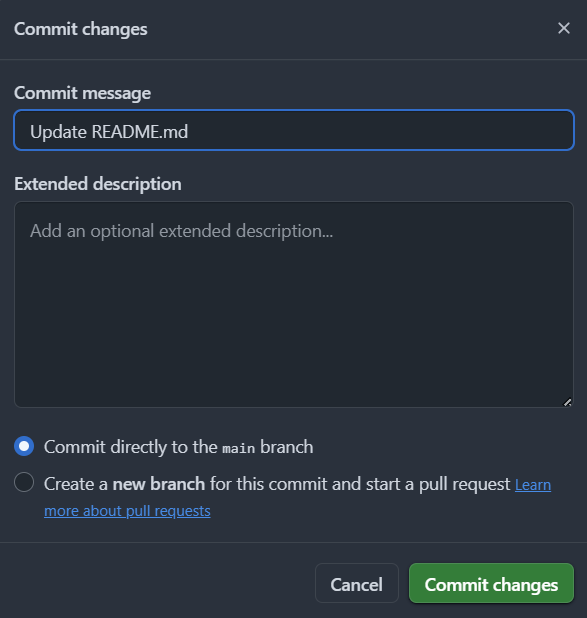 Commit changes
Commit message
Update README.md
Extended description
Add an optional extended description...
Commit directly to the main branch
Create a new branch for this commit and start a pull request Learn
more about pull requests
Cancel
Commit changes